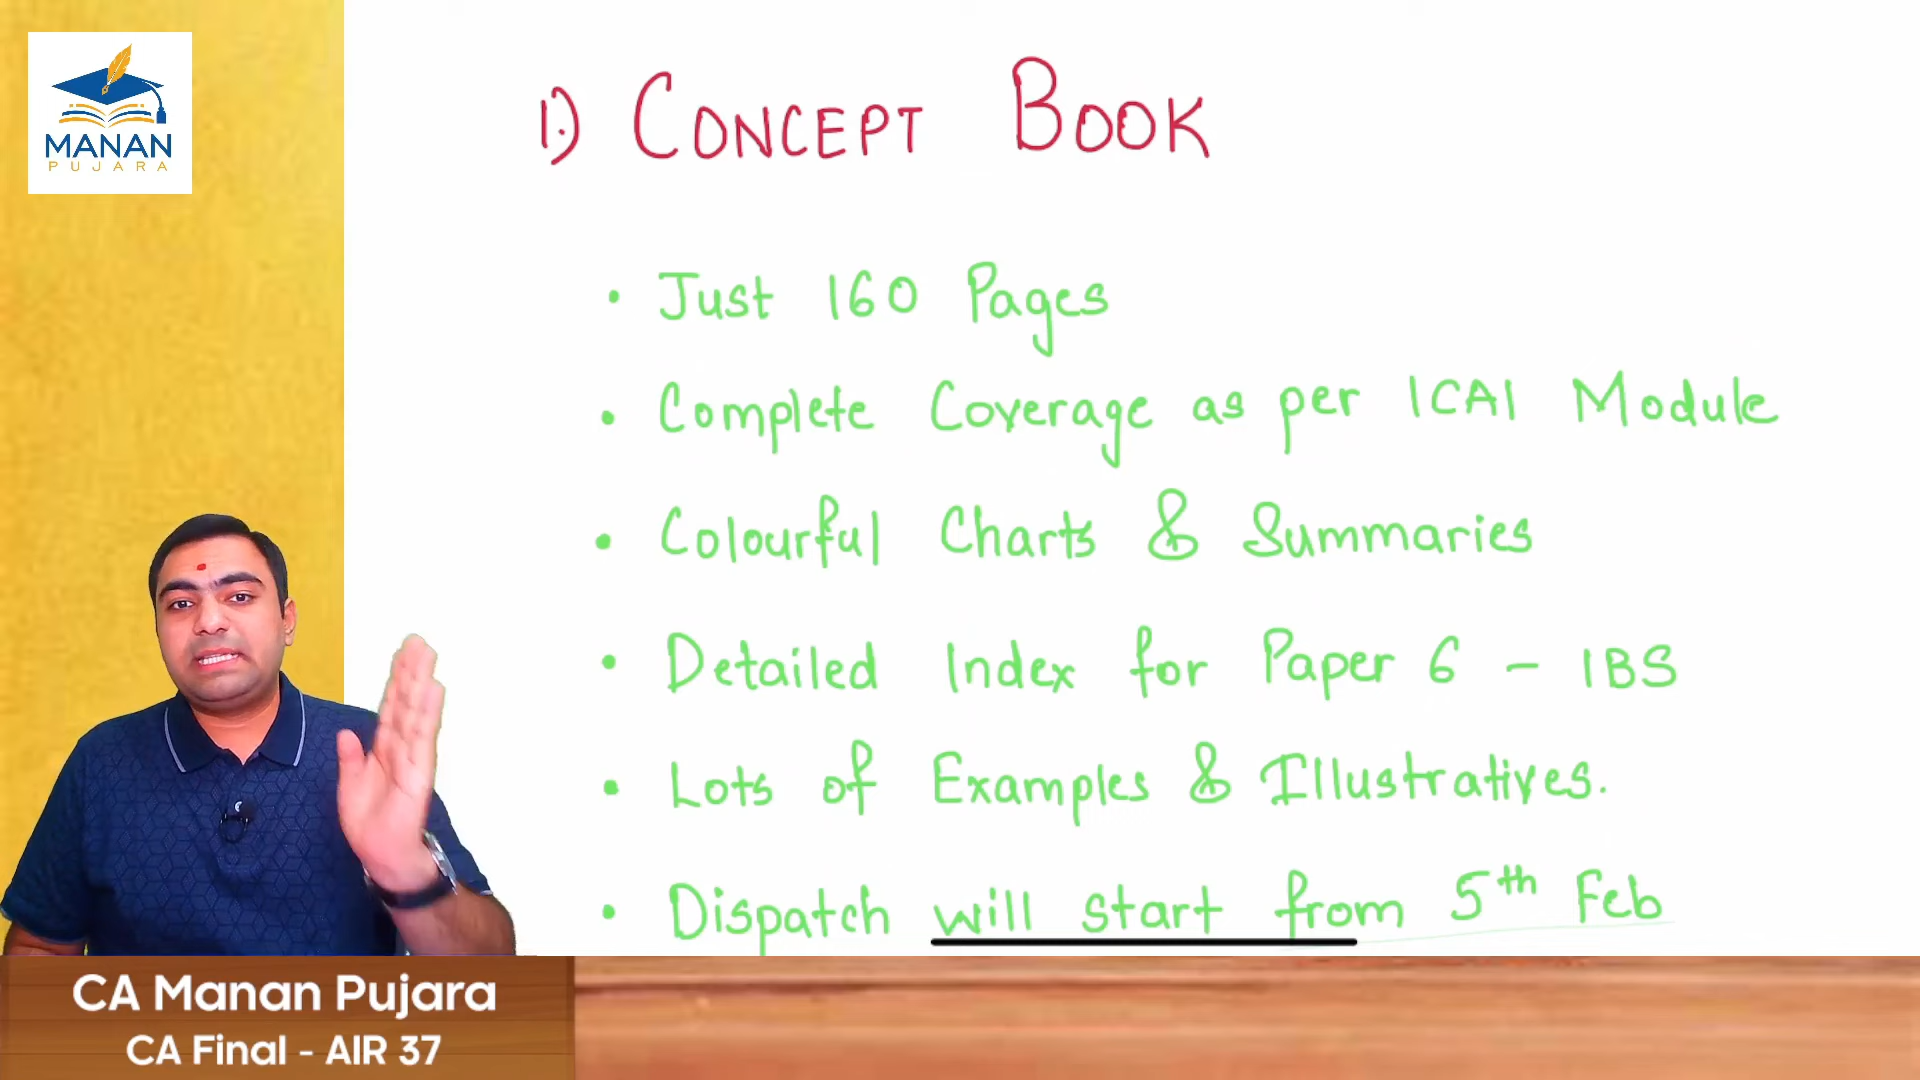 MANAN
PUJARA
1.) CONCEPT BOOK
• Just 160 Pages
• Complete Coverage as per ICAI Module
• Colourful Charts & Summaries
• Detailed Index for Paper 6 - IBS
• Lots of Examples & Illustratives.
• Dispatch will start from 5th Feb
CA Manan Pujara
CA Final - AIR 37